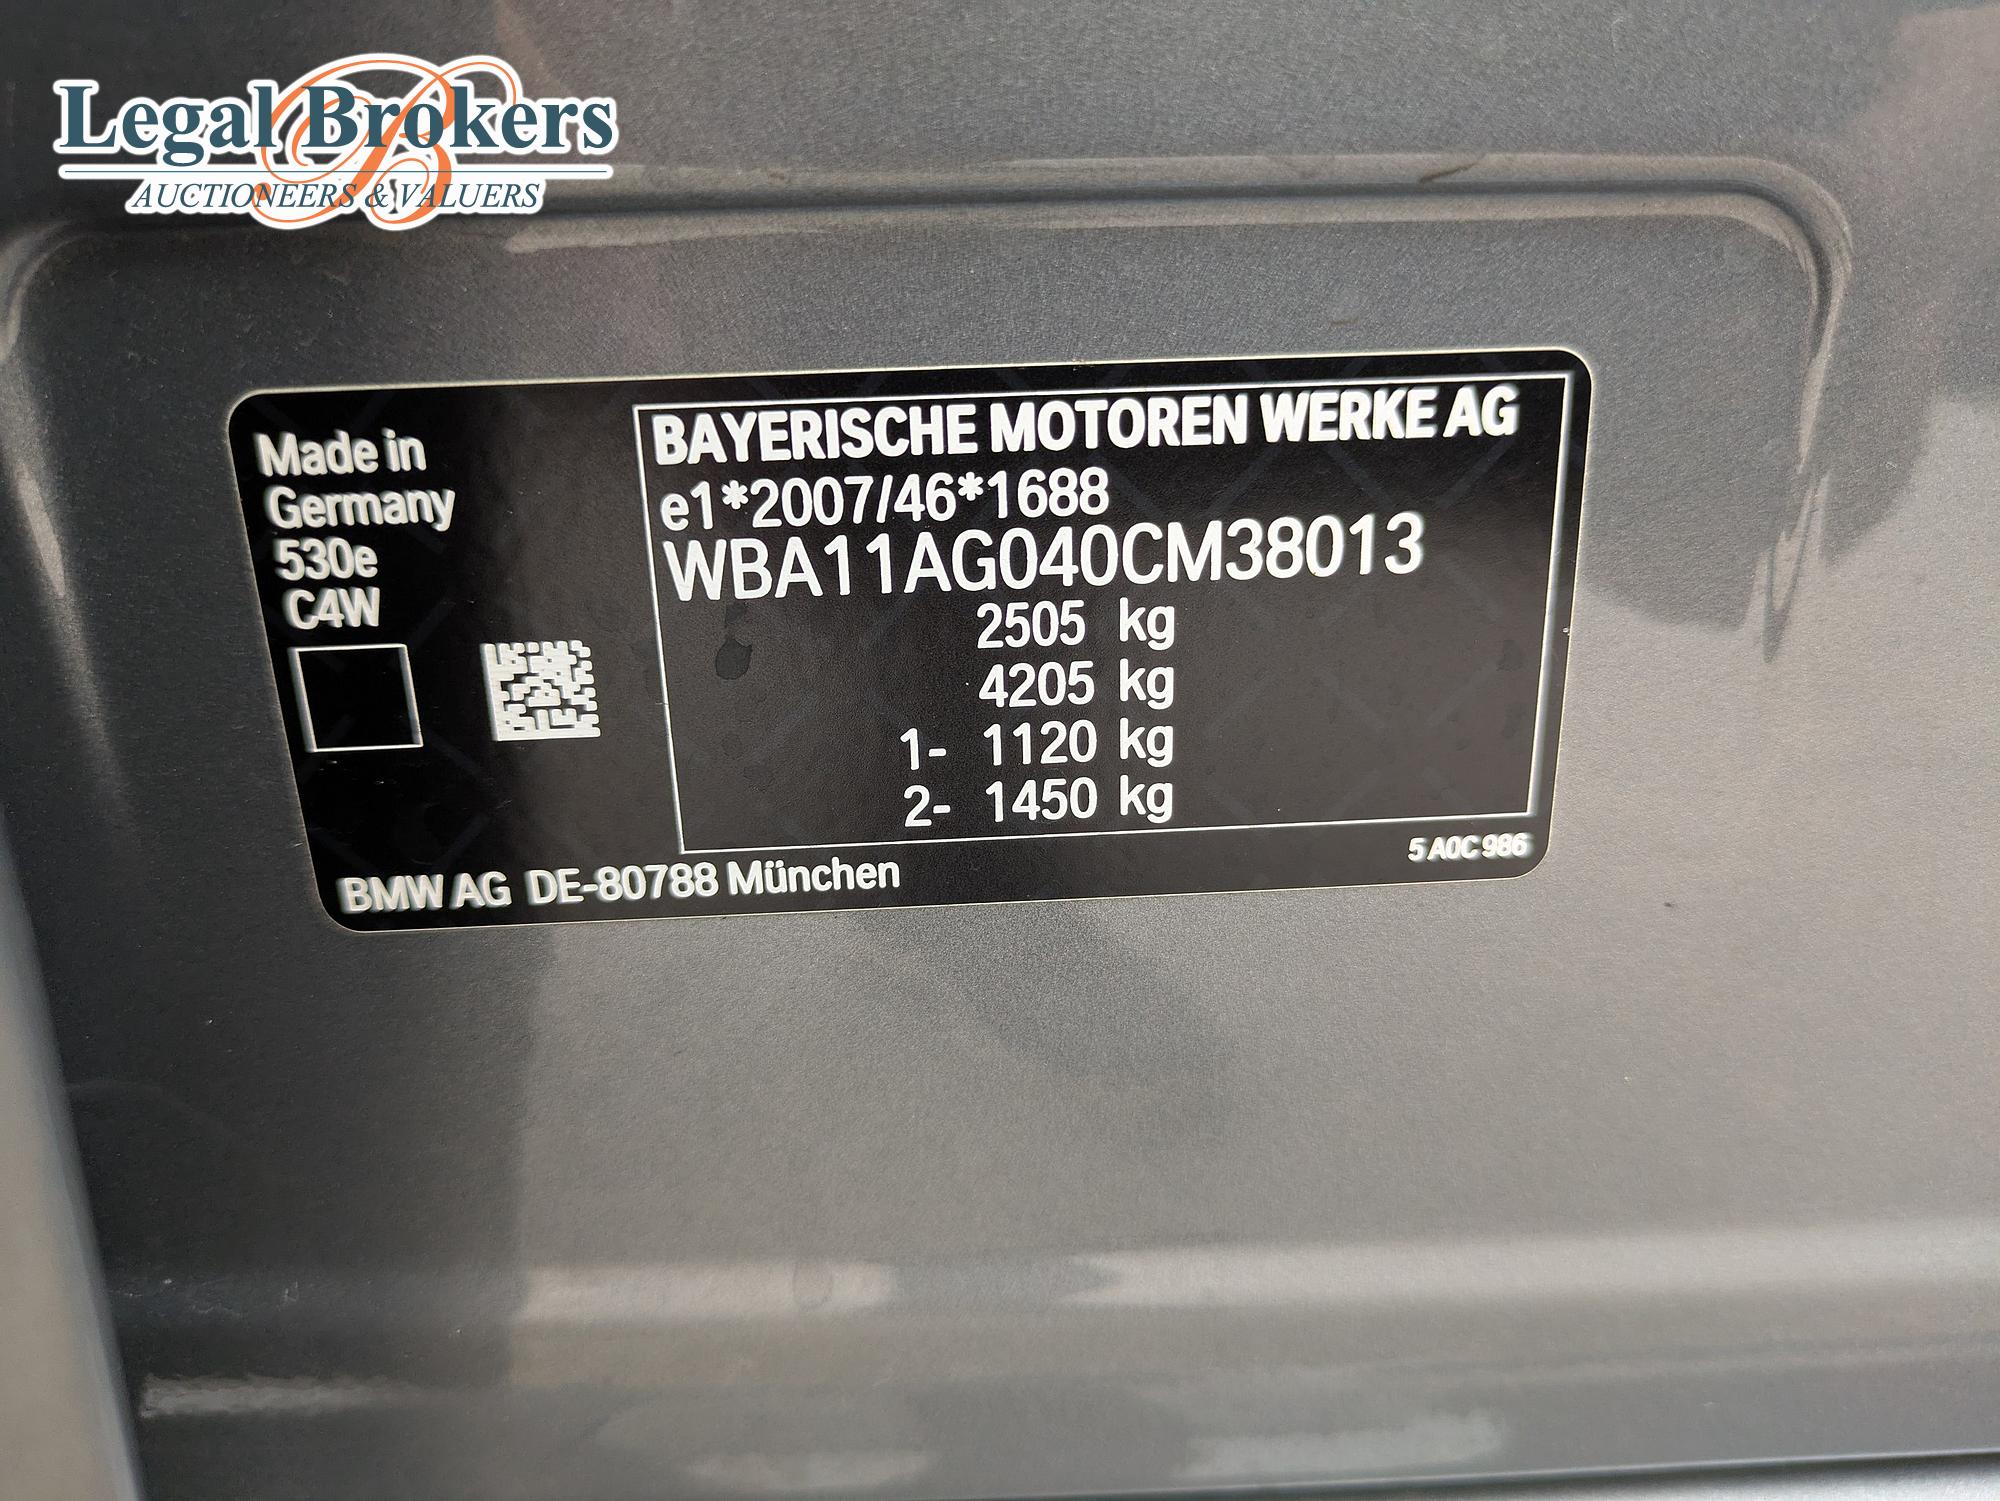 Legal Brokers
AUCTIONEERS & VALUERS
Made in
Germany
530e
C4W
BAYERISCHE MOTOREN WERKE AG
e1*2007/46*1688
WBA11AG040CM38013
2505 kg
4205 kg
1- 1120 kg
2- 1450 kg
5 A0C 986
BMW AG DE-80788 München